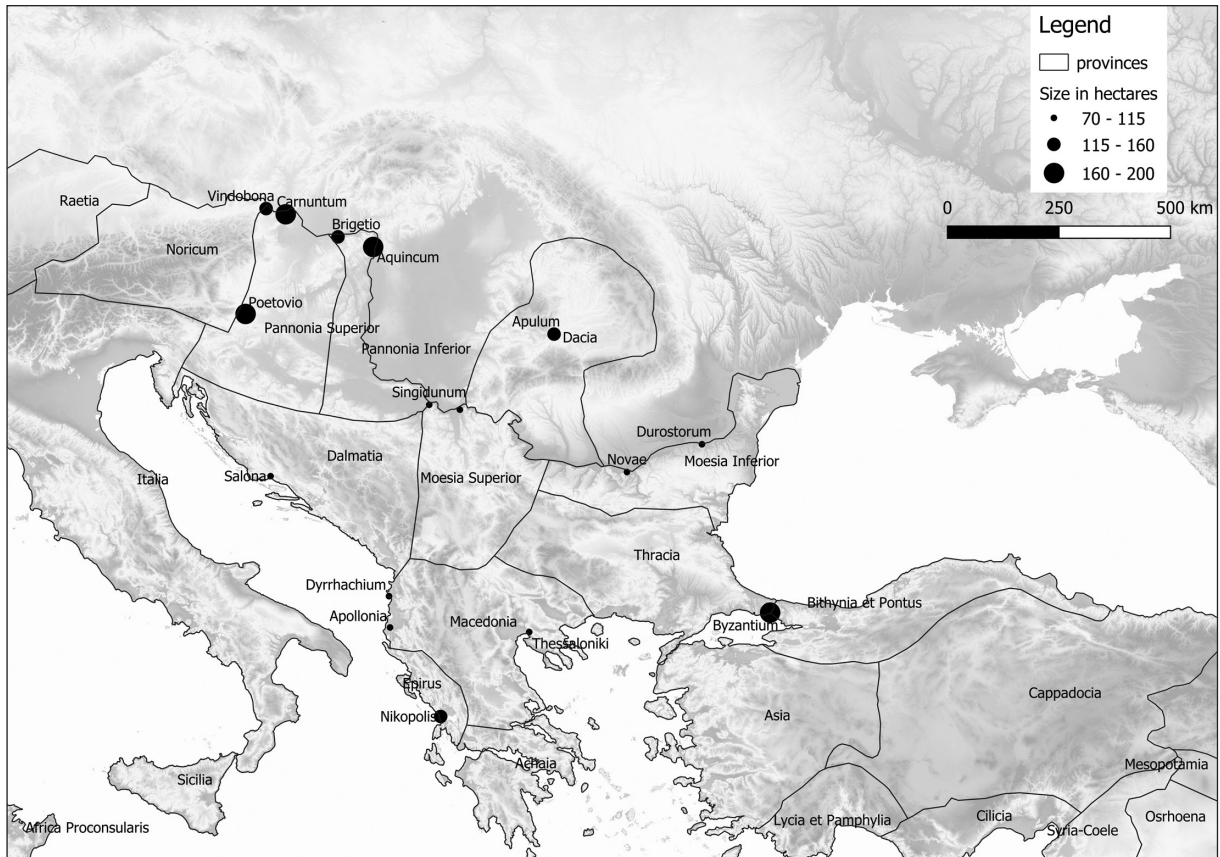 Legend
provinces
Size in hectares
70 - 115
115 - 160
160 - 200
0 250 500 km
Raetia
Vindobona
Carnuntum
Brigetio
Noricum
Aquincum
Poetovio
Pannonia Superior
Apulum
Dacia
Pannonia Inferior
Singidunum
Durostorum
Dalmatia
Novae
Moesia Inferior
Italia
Salona
Moesia Superior
Thracia
Dyrrhachium
Bithynia et Pontus
Apollonia
Macedonia
Byzantium
Thessaloniki
Epirus
Cappadocia
Nikopolis
Asia
Achaia
Mesopotamia
Sicilia
Africa Proconsularis
Lycia et Pamphylia
Cilicia
Syria-Coele
Osrhoena